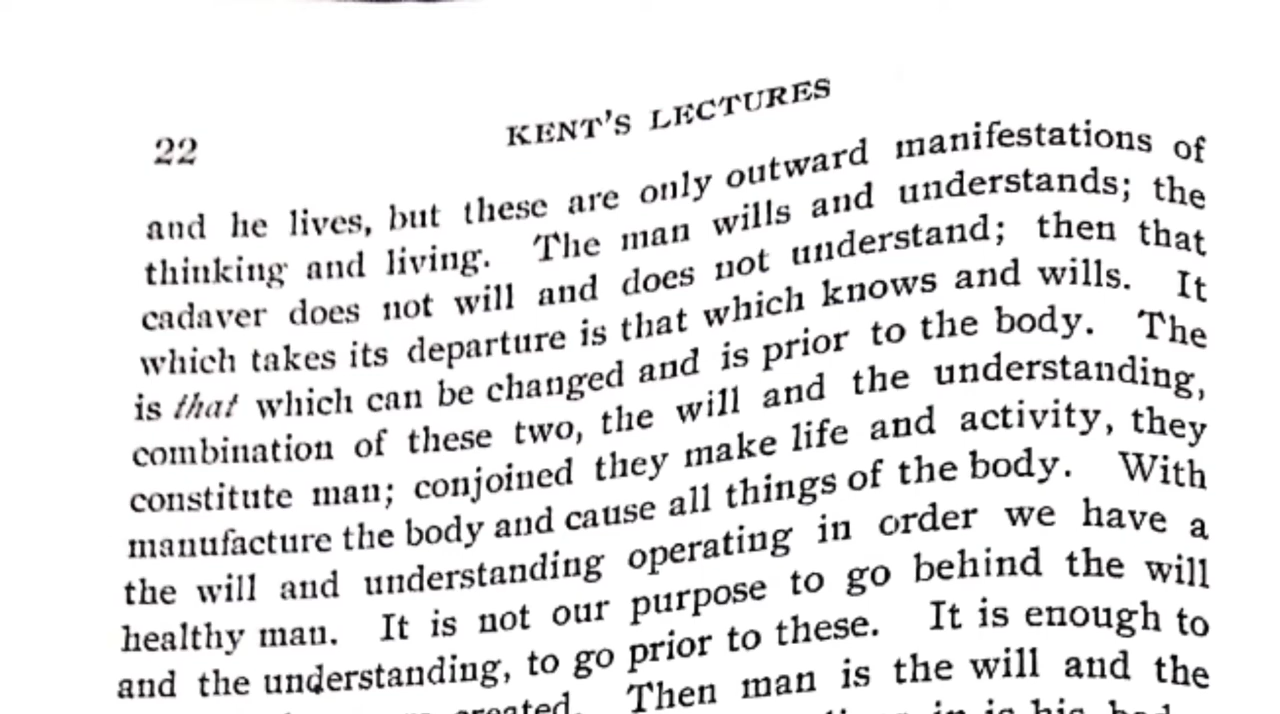 22
KENT'S LECTURES
and he lives, but these are only outward manifestations of
thinking and living. The man wills and understands; the
cadaver does not will and does not understand; then that
which takes its departure is that which knows and wills. It
is that which can be changed and is prior to the body. The
combination of these two, the will and the understanding,
constitute man; conjoined they make life and activity, they
manufacture the body and cause all things of the body. With
the will and understanding operating in order we have a
healthy man. It is not our purpose to go behind the will
and the understanding, to go prior to these. It is enough to
created. Then man is the will and the
in is his